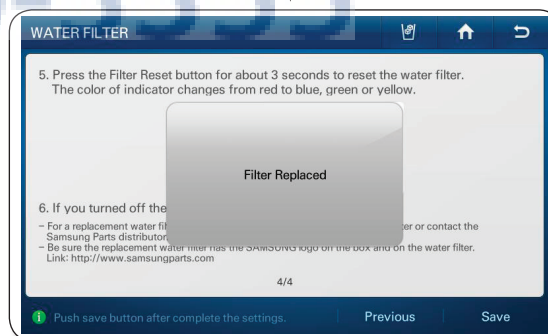 WATER FILTER
5. Press the Filter Reset button for about 3 seconds to reset the water filter.
The color of indicator changes from red to blue, green or yellow.
Filter Replaced
6. If you turned off the
- For a replacement water fil er or contact the
Samsung Parts distributor
- Be sure the replacement water filter has the SAMSUNG logo on the box and on the water filter.
Link: http://www.samsungparts.com
4/4
Push save button after complete the settings.
Previous
Save